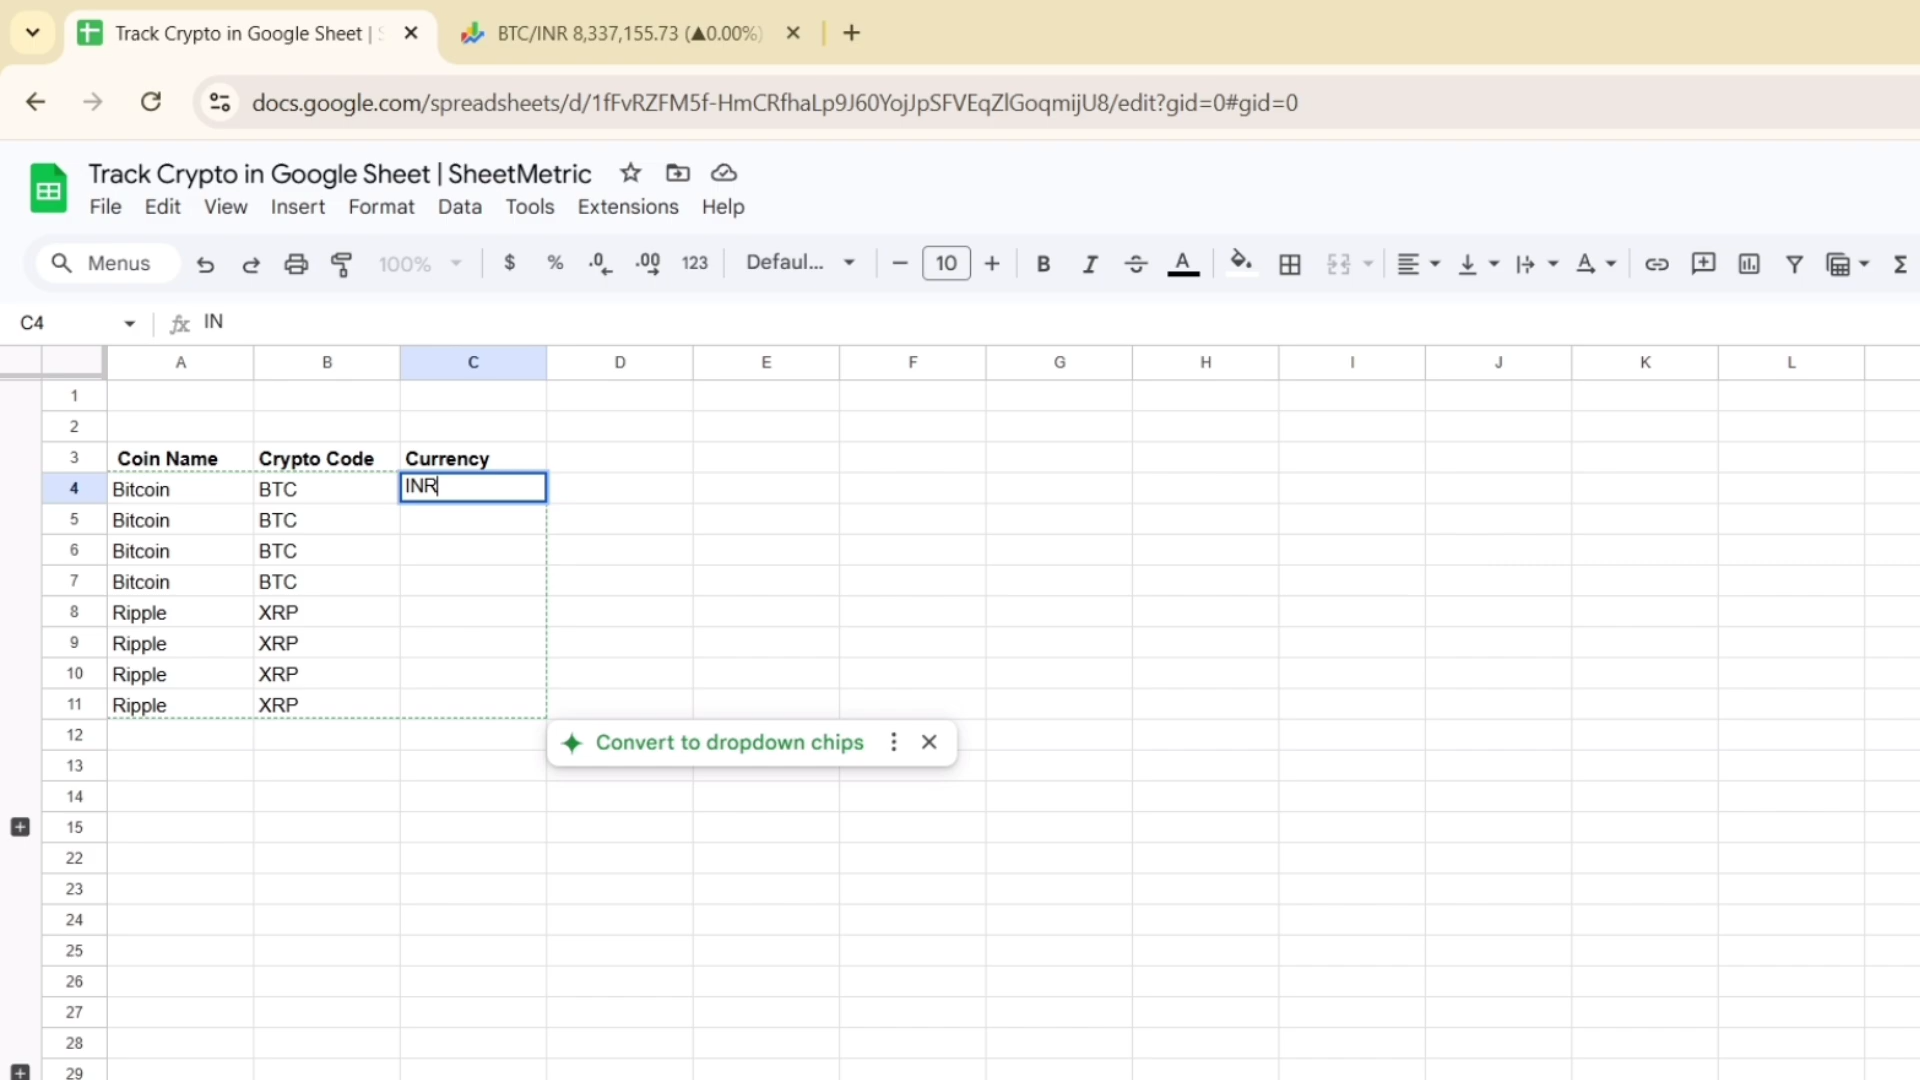 Track Crypto in Google Sheet |
BTC/INR 8,337,155.73 (▲0.00%)
docs.google.com/spreadsheets/d/1fFvRZFM5f-HmCRfhaLp9J60YojJpSFVEqZlGoqmijU8/edit?gid=0#gid=0
Track Crypto in Google Sheet | SheetMetric
File Edit View Insert Format Data Tools Extensions Help
Menus 100% $ % .0 .00 123 Defaul... 10 B I A Σ
C4 fx IN
A B C D E F G H I J K L
1
2
3 Coin Name Crypto Code Currency
4 Bitcoin BTC INR
5 Bitcoin BTC
6 Bitcoin BTC
7 Bitcoin BTC
8 Ripple XRP
9 Ripple XRP
10 Ripple XRP
11 Ripple XRP
12 Convert to dropdown chips
13
14
15
22
23
24
25
26
27
28
29